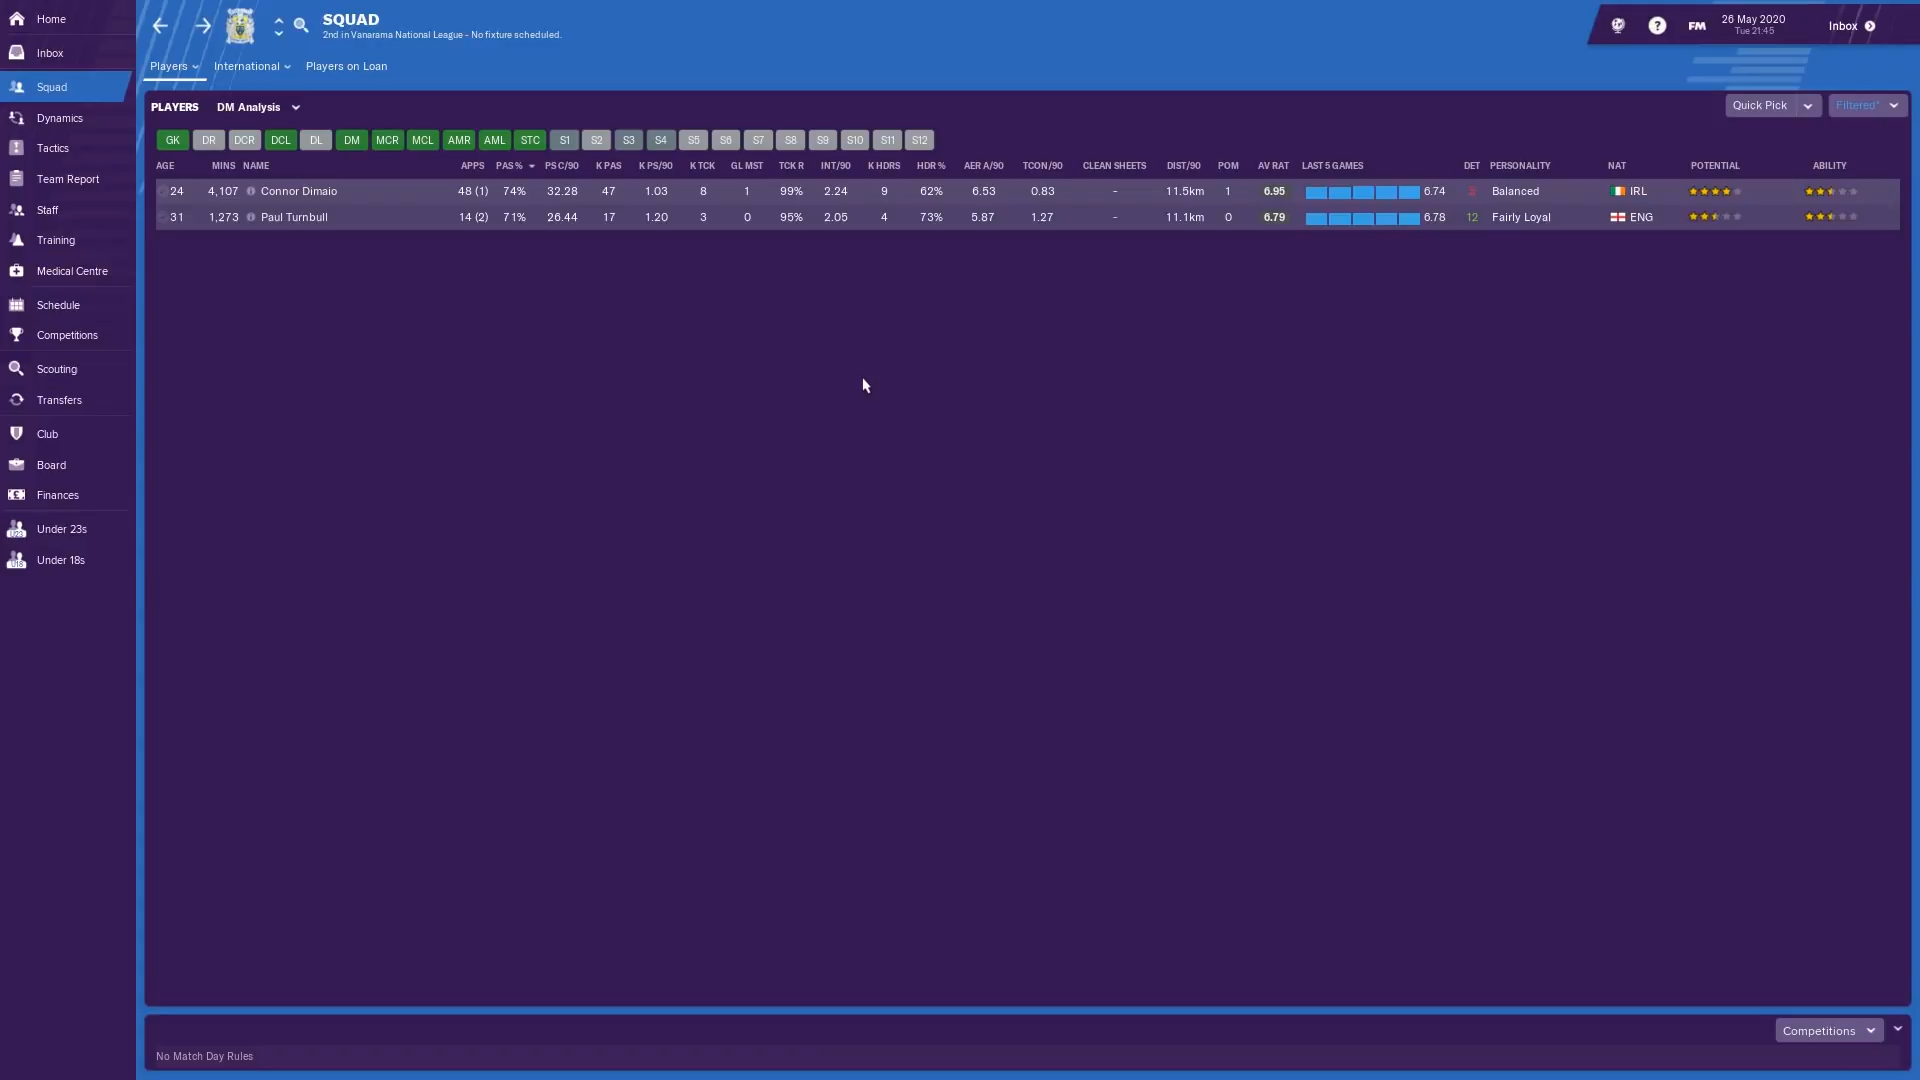 Home
Inbox
Squad
Dynamics
Tactics
Team Report
Staff
Training
Medical Centre
Schedule
Competitions
Scouting
Transfers
Club
Board
Finances
Under 23s
Under 18s
SQUAD
2nd in Vanarama National League - No fixture scheduled.
FM 26 May 2020 Inbox
Tue 21:45
Players International Players on Loan
PLAYERS DM Analysis Quick Pick Filtered*
GK DR DCR DCL DL DM MCR MCL AMR AML STC S1 S2 S3 S4 S5 S6 S7 S8 S9 S10 S11 S12
AGE MINS NAME APPS PAS % PS C/90 K PAS K PS/90 K TCK GL MST TCK R INT/90 K HDRS HDR % AER A/90 TCON/90 CLEAN SHEETS DIST/90 POM AV RAT LAST 5 GAMES DET PERSONALITY NAT POTENTIAL ABILITY
24 4,107 Connor Dimaio 48 (1) 74% 32.28 47 1.03 8 1 99% 2.24 9 62% 6.53 0.83 - 11.5km 1 6.95 6.74 Balanced IRL
31 1,273 Paul Turnbull 14 (2) 71% 26.44 17 1.20 3 0 95% 2.05 4 73% 5.87 1.27 - 11.1km 0 6.79 6.78 12 Fairly Loyal ENG
Competitions
No Match Day Rules